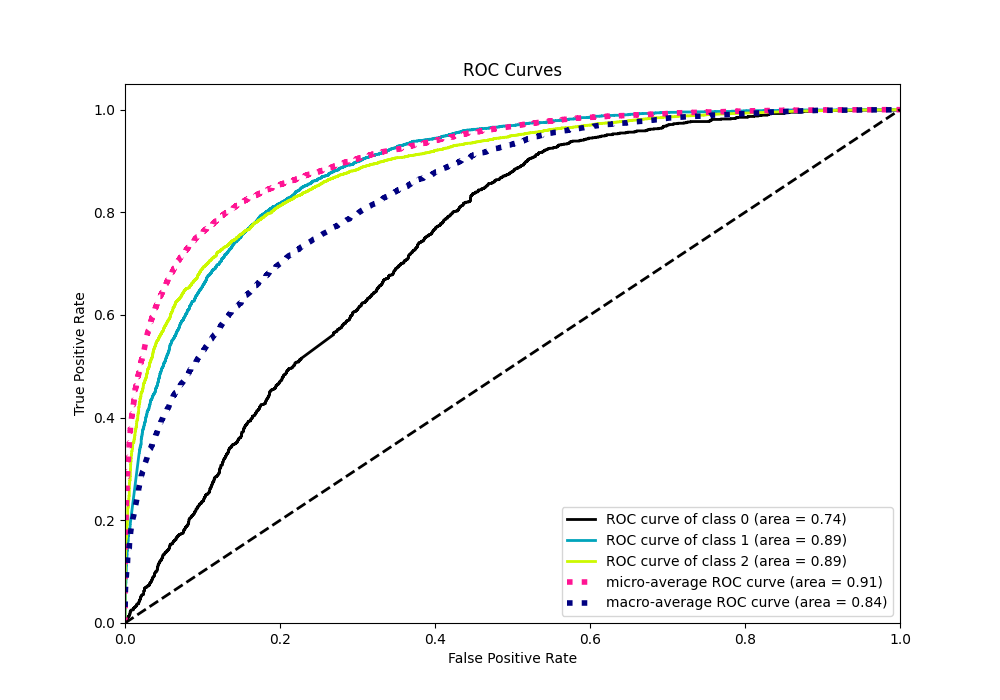 ROC Curves
True Positive Rate
1.0
0.8
0.6
0.4
0.2
0.0
ROC curve of class 0 (area = 0.74)
ROC curve of class 1 (area = 0.89)
ROC curve of class 2 (area = 0.89)
micro-average ROC curve (area = 0.91)
macro-average ROC curve (area = 0.84)
0.0 0.2 0.4 0.6 0.8 1.0
False Positive Rate